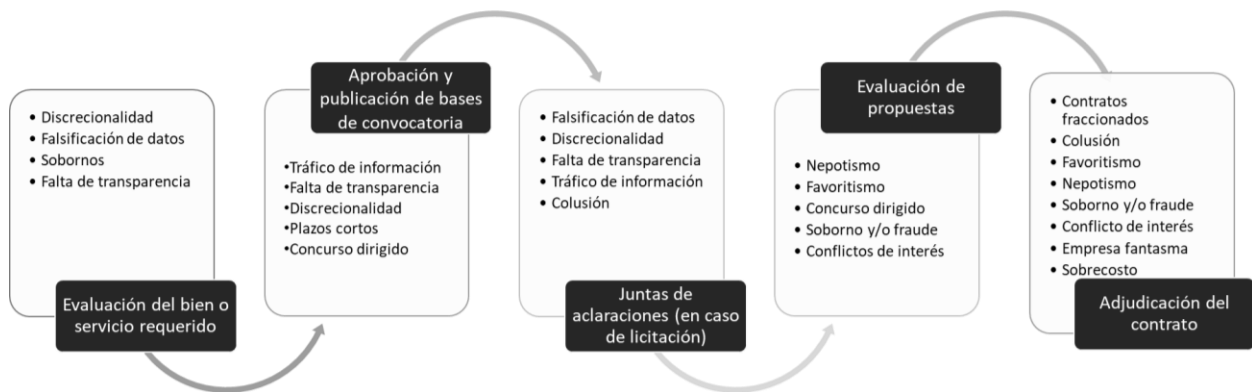 • Discrecionalidad
• Falsificación de datos
• Sobornos
• Falta de transparencia
Evaluación del bien o
servicio requerido
Aprobación y
publicación de bases
de convocatoria
•Tráfico de información
•Falta de transparencia
•Discrecionalidad
•Plazos cortos
•Concurso dirigido
• Falsificación de datos
• Discrecionalidad
• Falta de transparencia
• Tráfico de información
• Colusión
Juntas de
aclaraciones (en caso
de licitación)
Evaluación de
propuestas
• Nepotismo
• Favoritismo
• Concurso dirigido
• Soborno y/o fraude
• Conflictos de interés
• Contratos
fraccionados
• Colusión
• Favoritismo
• Nepotismo
• Soborno y/o fraude
• Conflicto de interés
• Empresa fantasma
• Sobrecosto
Adjudicación del
contrato